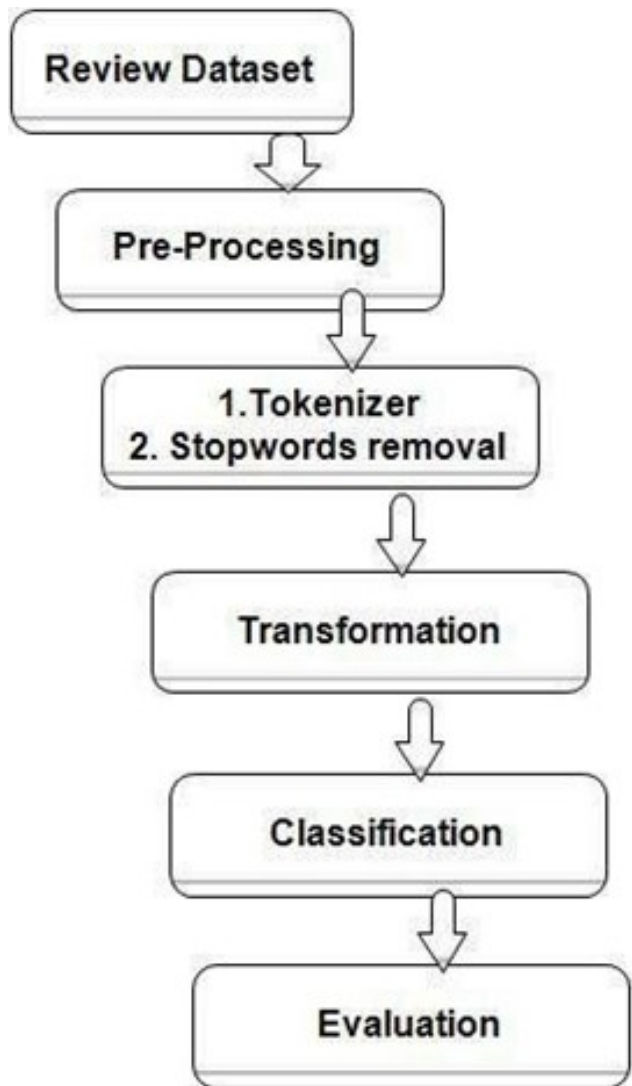 Review Dataset
Pre-Processing
1.Tokenizer
2. Stopwords removal
Transformation
Classification
Evaluation